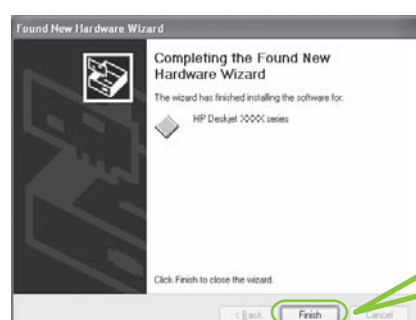 Found New Hardware Wizard
Completing the Found New
Hardware Wizard
The wizard has finished installing the software for:
HP Deskjet XXXX series
Click Finish to close the wizard.
< Back
Finish
Cancel